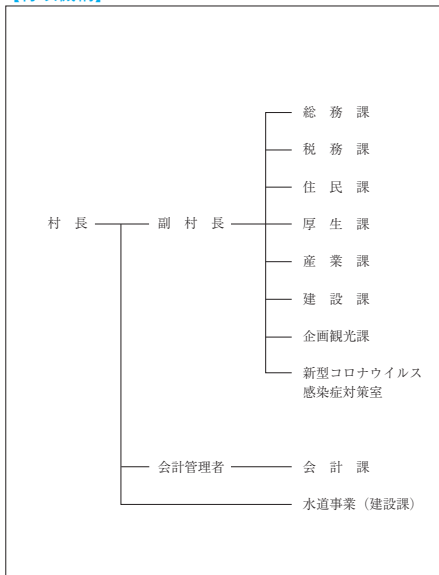 総務課
税務課
住民課
村長 副村長 厚生課
産業課
建設課
企画観光課
新型コロナウイルス
感染症対策室
会計管理者 会計課
水道事業（建設課）